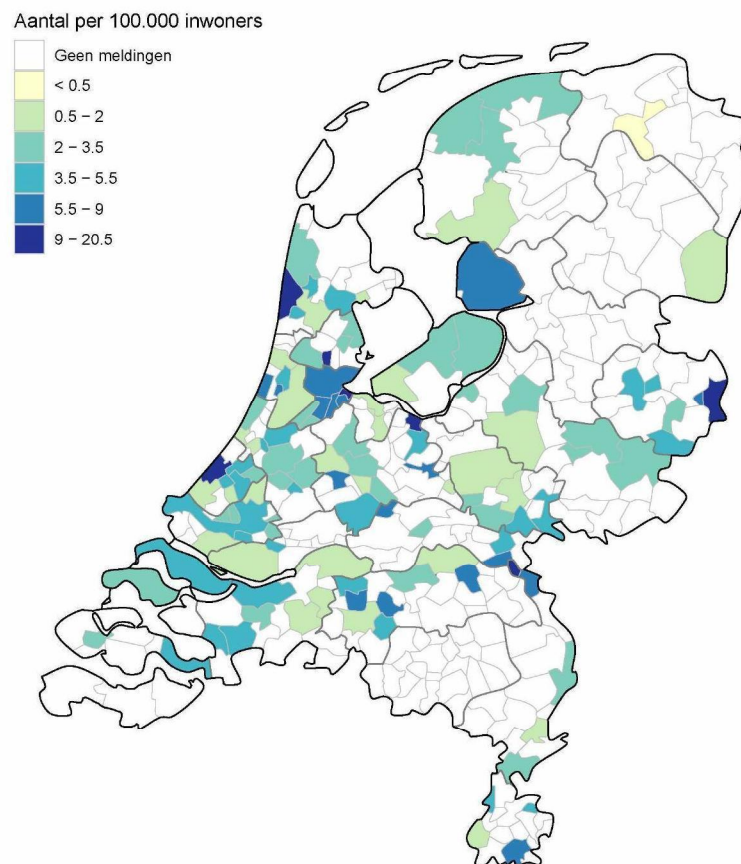 Aantal per 100.000 inwoners
Geen meldingen
< 0.5
0.5 – 2
2 – 3.5
3.5 – 5.5
5.5 – 9
9 – 20.5